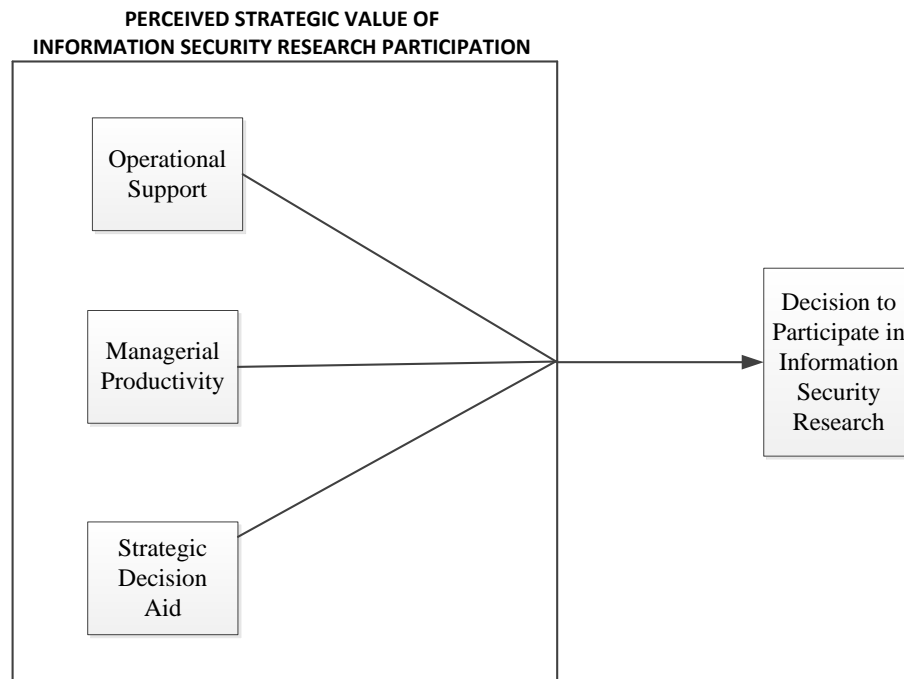 PERCEIVED STRATEGIC VALUE OF
INFORMATION SECURITY RESEARCH PARTICIPATION
Operational
Support
Managerial
Productivity
Strategic
Decision
Aid
Decision to
Participate in
Information
Security
Research